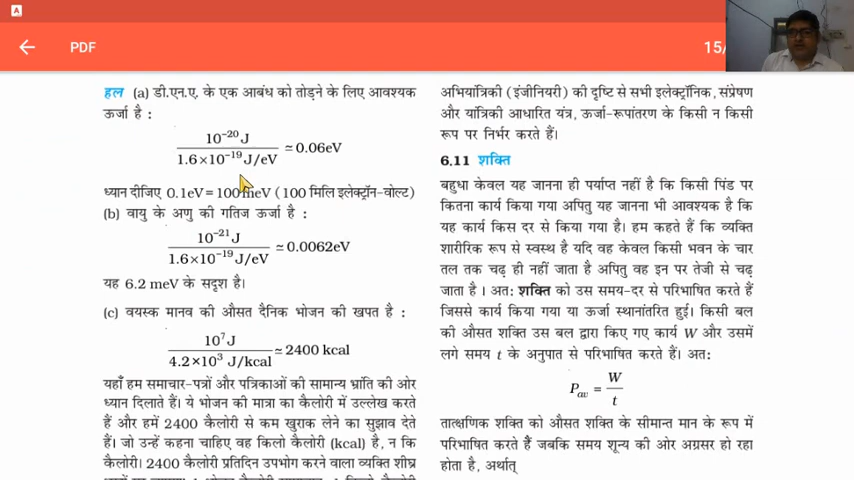 PDF
15/
हल (a) डी.एन.ए. के एक आबंध को तोड़ने के लिए आवश्यक
ऊर्जा है :
10⁻²⁰ J
1.6×10⁻¹⁹ J/eV ≃ 0.06eV
ध्यान दीजिए 0.1eV = 100 meV (100 मिलि इलेक्ट्रॉन-वोल्ट)
(b) वायु के अणु की गतिज ऊर्जा है :
10⁻²¹ J
1.6×10⁻¹⁹ J/eV ≃ 0.0062eV
यह 6.2 meV के सदृश है।
(c) वयस्क मानव की औसत दैनिक भोजन की खपत है :
10⁷ J
4.2×10³ J/kcal ≃ 2400 kcal
यहाँ हम समाचार-पत्रों और पत्रिकाओं की सामान्य भ्रांति की ओर
ध्यान दिलाते हैं। ये भोजन की मात्रा का कैलोरी में उल्लेख करते
हैं और हमें 2400 कैलोरी से कम खुराक लेने का सुझाव देते
हैं। जो उन्हें कहना चाहिए वह किलो कैलोरी (kcal) है, न कि
कैलोरी। 2400 कैलोरी प्रतिदिन उपभोग करने वाला व्यक्ति शीघ्र
अभियांत्रिकी (इंजीनियरी) की दृष्टि से सभी इलेक्ट्रॉनिक, संप्रेषण
और यांत्रिकी आधारित यंत्र, ऊर्जा-रूपांतरण के किसी न किसी
रूप पर निर्भर करते हैं।
6.11 शक्ति
बहुधा केवल यह जानना ही पर्याप्त नहीं है कि किसी पिंड पर
कितना कार्य किया गया अपितु यह जानना भी आवश्यक है कि
यह कार्य किस दर से किया गया है। हम कहते हैं कि व्यक्ति
शारीरिक रूप से स्वस्थ है यदि वह केवल किसी भवन के चार
तल तक चढ़ ही नहीं जाता है अपितु वह इन पर तेजी से चढ़
जाता है । अत: शक्ति को उस समय-दर से परिभाषित करते हैं
जिससे कार्य किया गया या ऊर्जा स्थानांतरित हुई। किसी बल
की औसत शक्ति उस बल द्वारा किए गए कार्य W और उसमें
लगे समय t के अनुपात से परिभाषित करते हैं। अत:
W
P_av = t
तात्क्षणिक शक्ति को औसत शक्ति के सीमान्त मान के रूप में
परिभाषित करते हैं जबकि समय शून्य की ओर अग्रसर हो रहा
होता है, अर्थात्